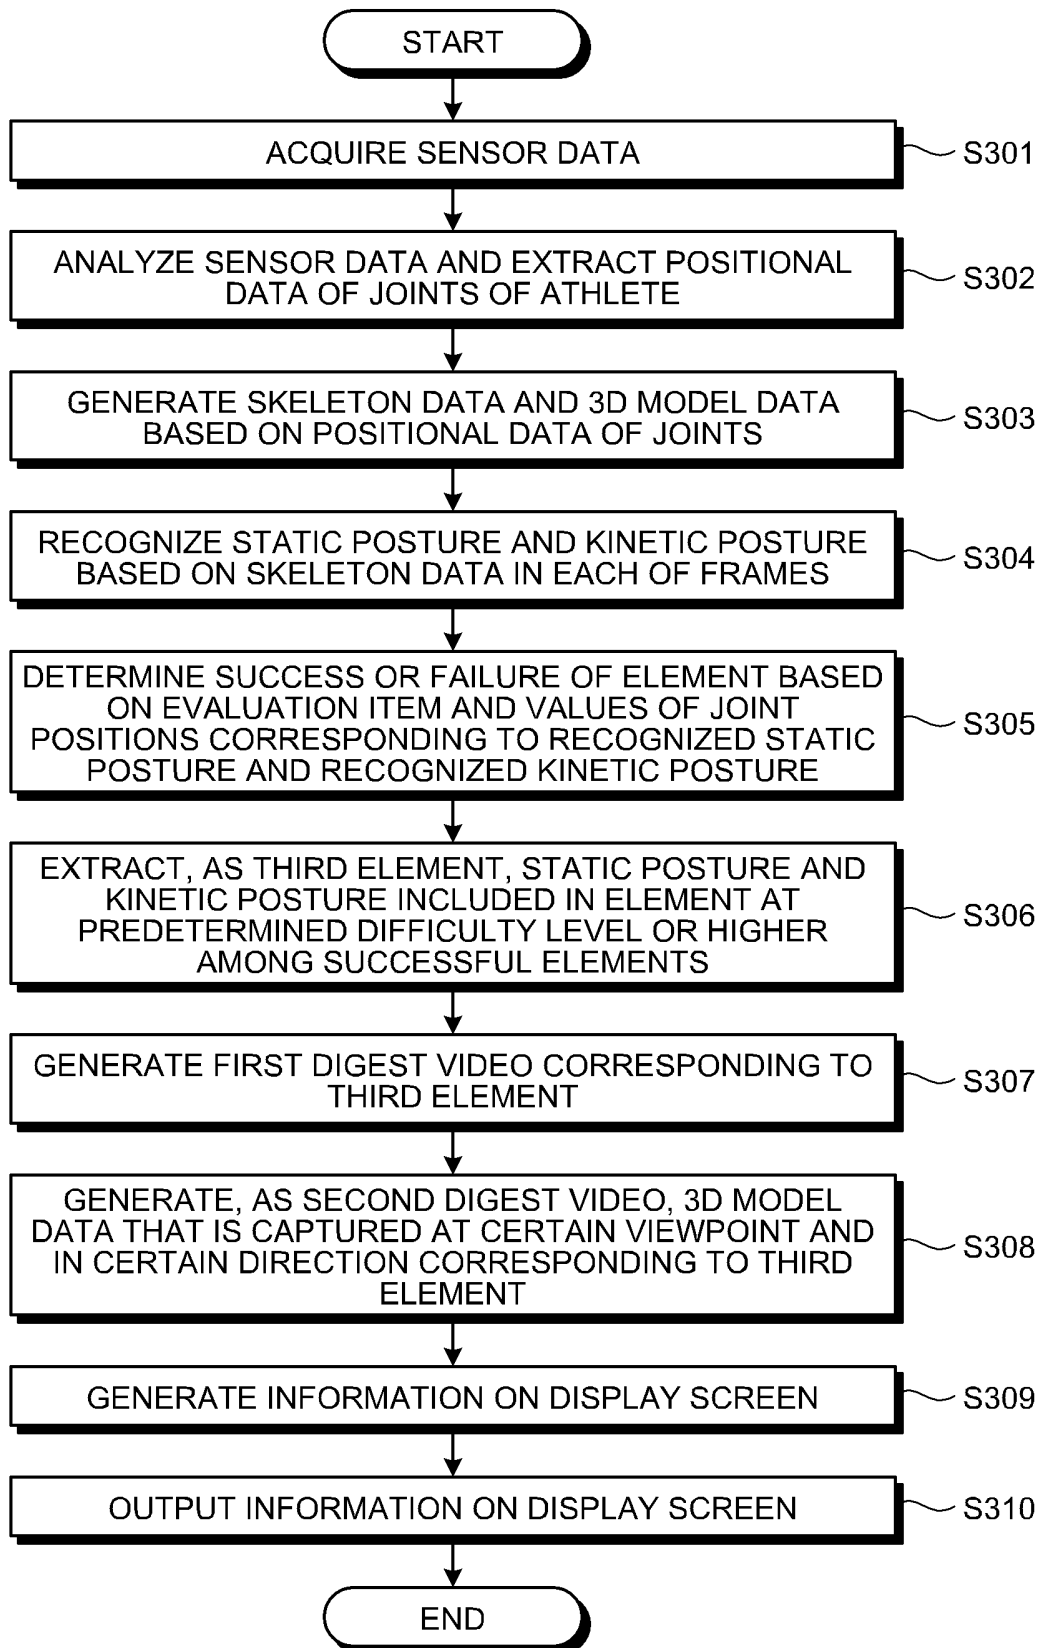 START
ACQUIRE SENSOR DATA
S301
ANALYZE SENSOR DATA AND EXTRACT POSITIONAL
DATA OF JOINTS OF ATHLETE
S302
GENERATE SKELETON DATA AND 3D MODEL DATA
BASED ON POSITIONAL DATA OF JOINTS
S303
RECOGNIZE STATIC POSTURE AND KINETIC POSTURE
BASED ON SKELETON DATA IN EACH OF FRAMES
S304
DETERMINE SUCCESS OR FAILURE OF ELEMENT BASED
ON EVALUATION ITEM AND VALUES OF JOINT
POSITIONS CORRESPONDING TO RECOGNIZED STATIC
POSTURE AND RECOGNIZED KINETIC POSTURE
S305
EXTRACT, AS THIRD ELEMENT, STATIC POSTURE AND
KINETIC POSTURE INCLUDED IN ELEMENT AT
PREDETERMINED DIFFICULTY LEVEL OR HIGHER
AMONG SUCCESSFUL ELEMENTS
S306
GENERATE FIRST DIGEST VIDEO CORRESPONDING TO
THIRD ELEMENT
S307
GENERATE, AS SECOND DIGEST VIDEO, 3D MODEL
DATA THAT IS CAPTURED AT CERTAIN VIEWPOINT AND
IN CERTAIN DIRECTION CORRESPONDING TO THIRD
ELEMENT
S308
GENERATE INFORMATION ON DISPLAY SCREEN
S309
OUTPUT INFORMATION ON DISPLAY SCREEN
S310
END